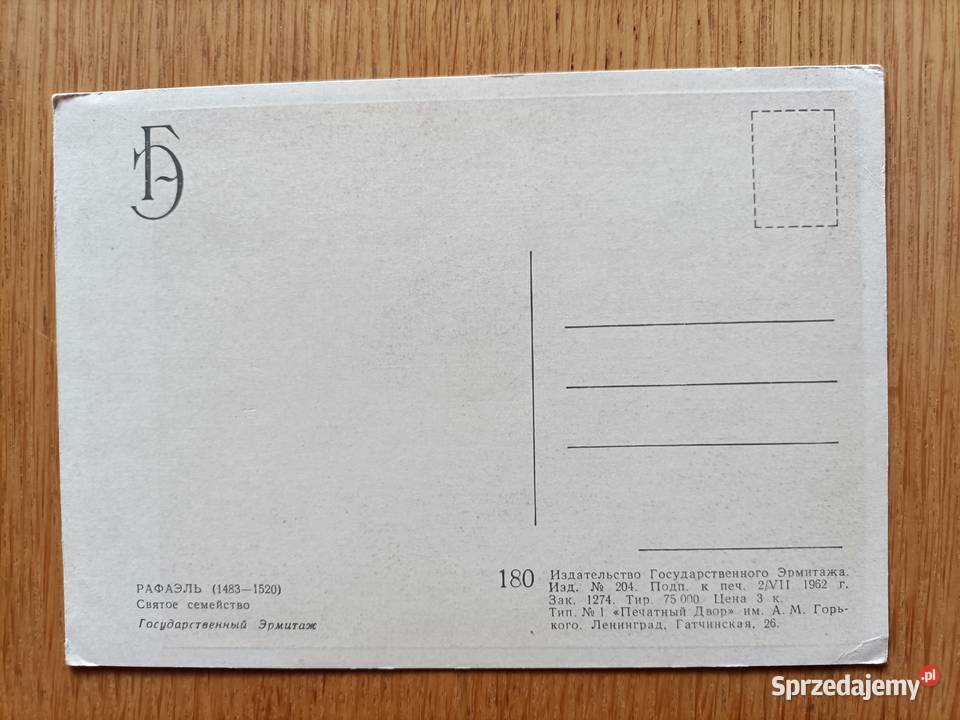 РАФАЭЛЬ (1483—1520)
Святое семейство
Государственный Эрмитаж
180
Издательство Государственного Эрмитажа.
Изд. № 204. Подп. к печ. 2/VII 1962 г.
Зак. 1274. Тир. 75 000. Цена 3 к.
Тип. № 1 «Печатный Двор» им. А. М. Горь-
кого. Ленинград, Гатчинская, 26.
Sprzedajemy.pl